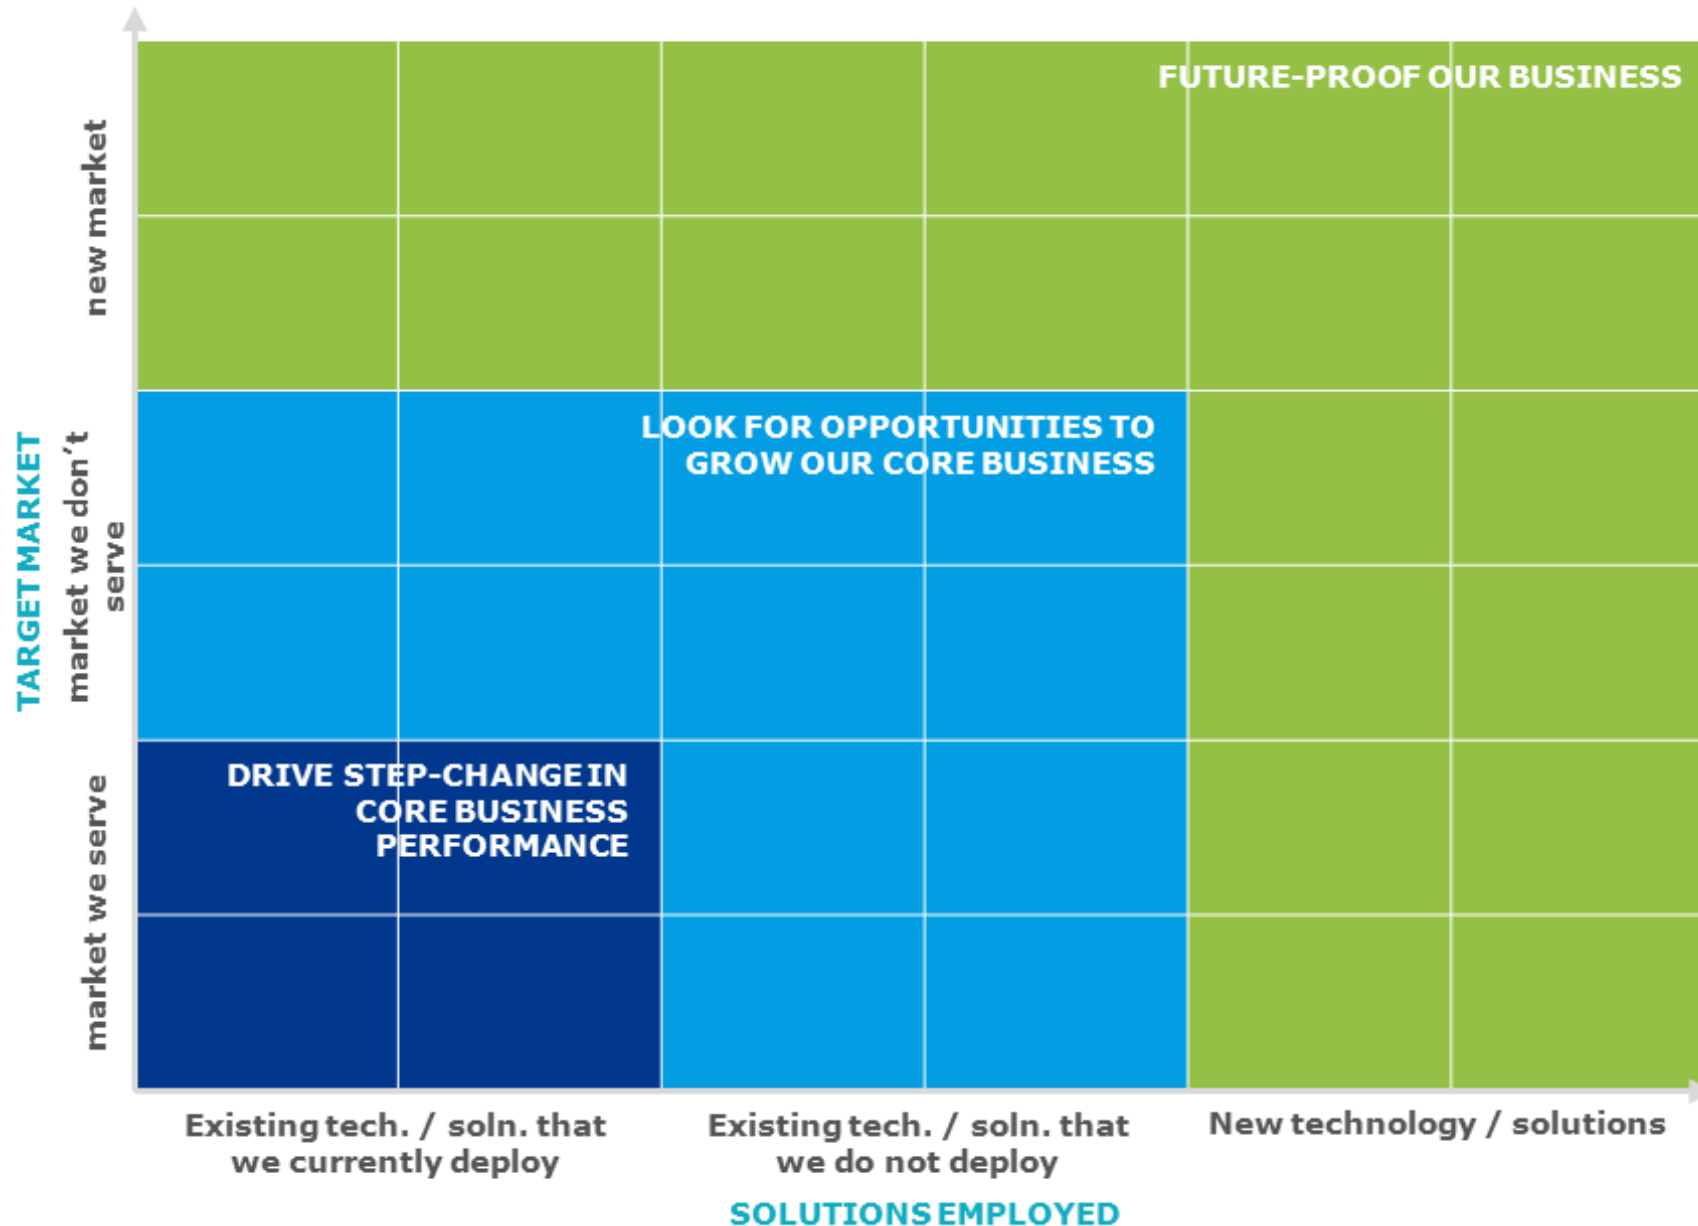 FUTURE-PROOF OUR BUSINESS
new market
LOOK FOR OPPORTUNITIES TO
GROW OUR CORE BUSINESS
TARGET MARKET
market we don't
serve
DRIVE STEP-CHANGE IN
CORE BUSINESS
PERFORMANCE
market we serve
Existing tech. / soln. that
we currently deploy
Existing tech. / soln. that
we do not deploy
New technology / solutions
SOLUTIONS EMPLOYED